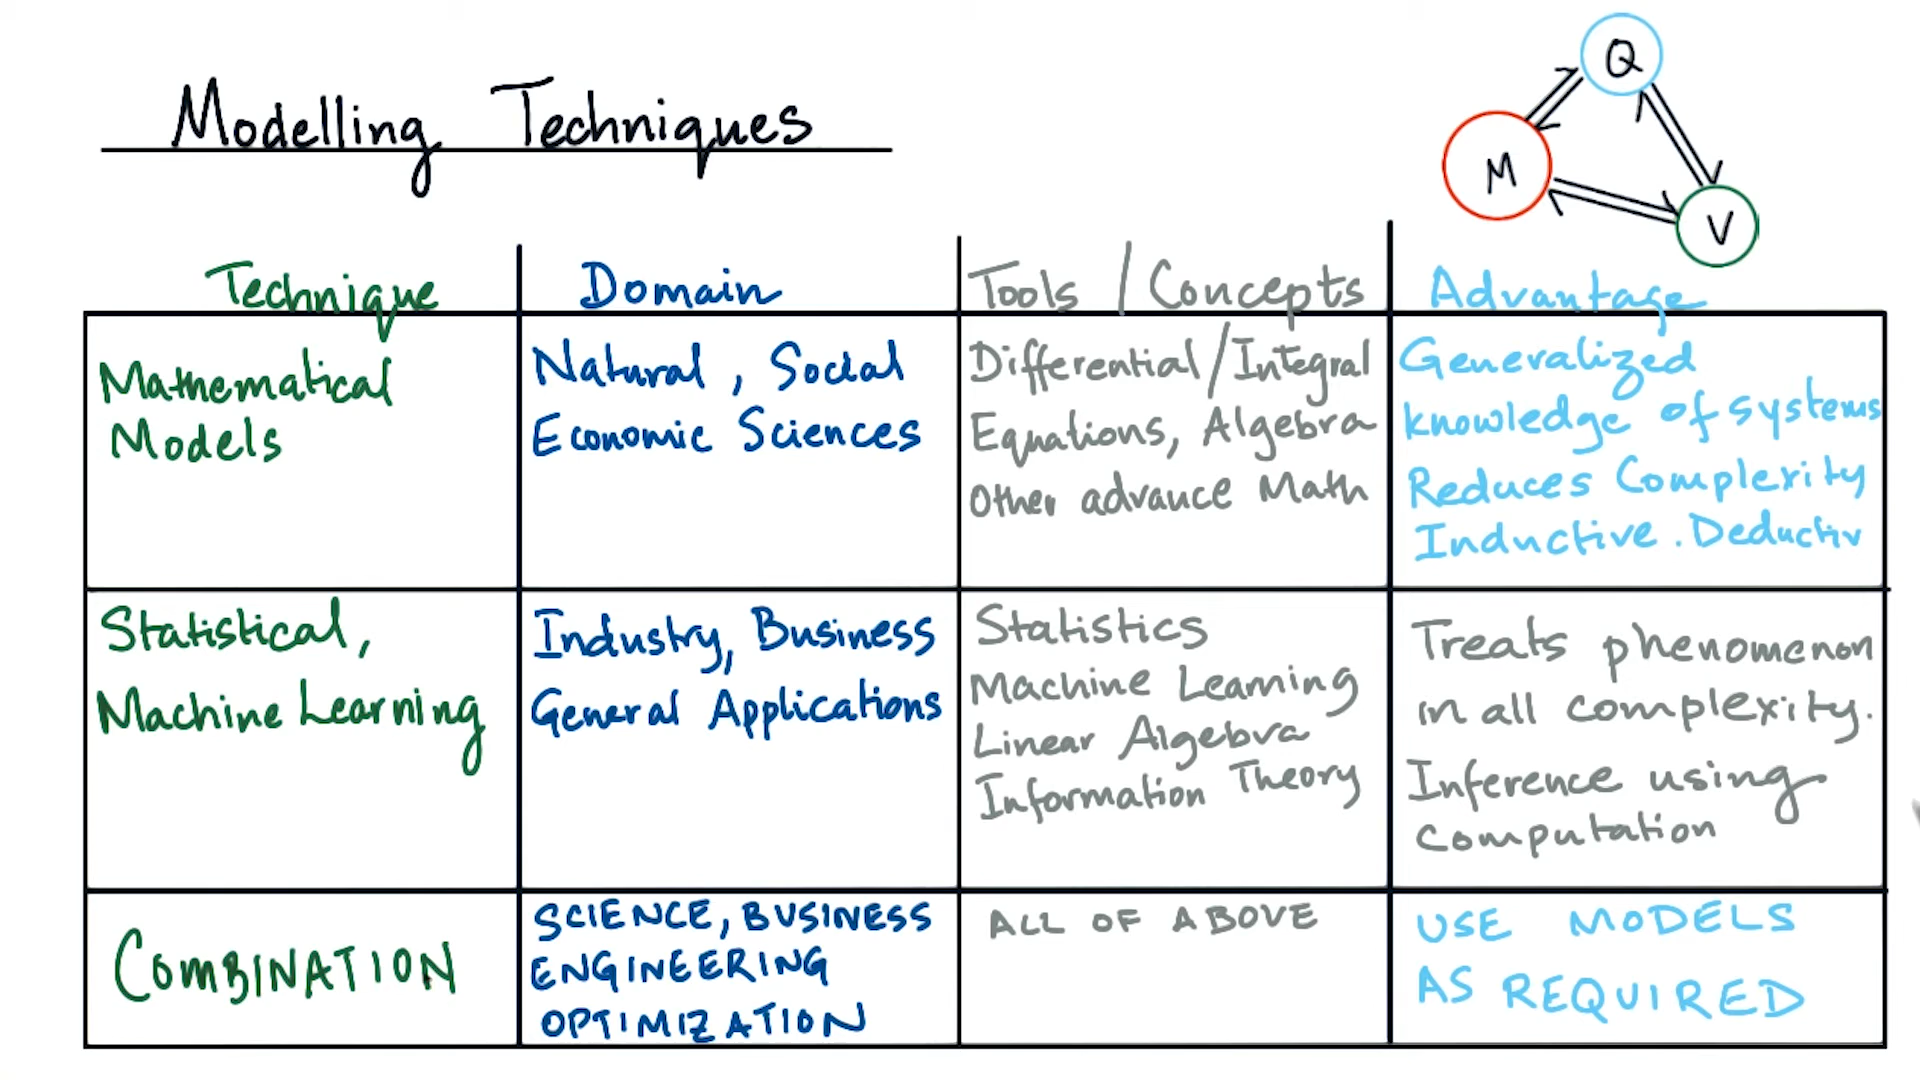 Modelling Techniques
Q
M
V
Technique
Domain
Tools / Concepts
Advantage
Mathematical
Models
Natural, Social
Economic Sciences
Differential/Integral
Equations, Algebra
Other advance Math
Generalized
knowledge of systems
Reduces Complexity
Inductive. Deductiv
Statistical,
Machine Learning
Industry, Business
General Applications
Statistics
Machine Learning
Linear Algebra
Information Theory
Treats phenomenon
in all complexity.
Inference using
computation
COMBINATION
SCIENCE, BUSINESS
ENGINEERING
OPTIMIZATION
ALL OF ABOVE
USE MODELS
AS REQUIRED